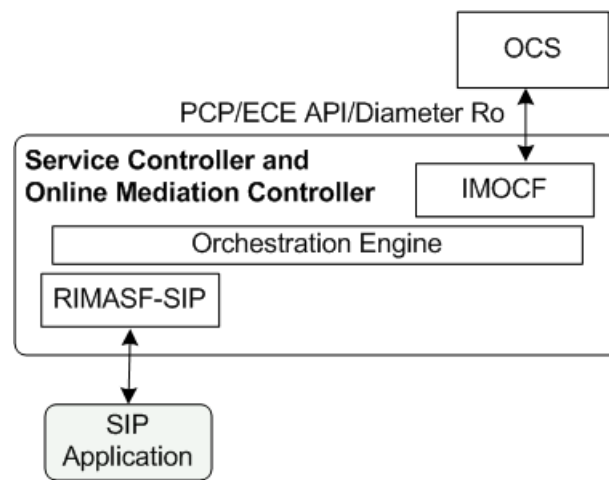 OCS
PCP/ECE API/Diameter Ro
Service Controller and
Online Mediation Controller
IMOCF
Orchestration Engine
RIMASF-SIP
SIP
Application